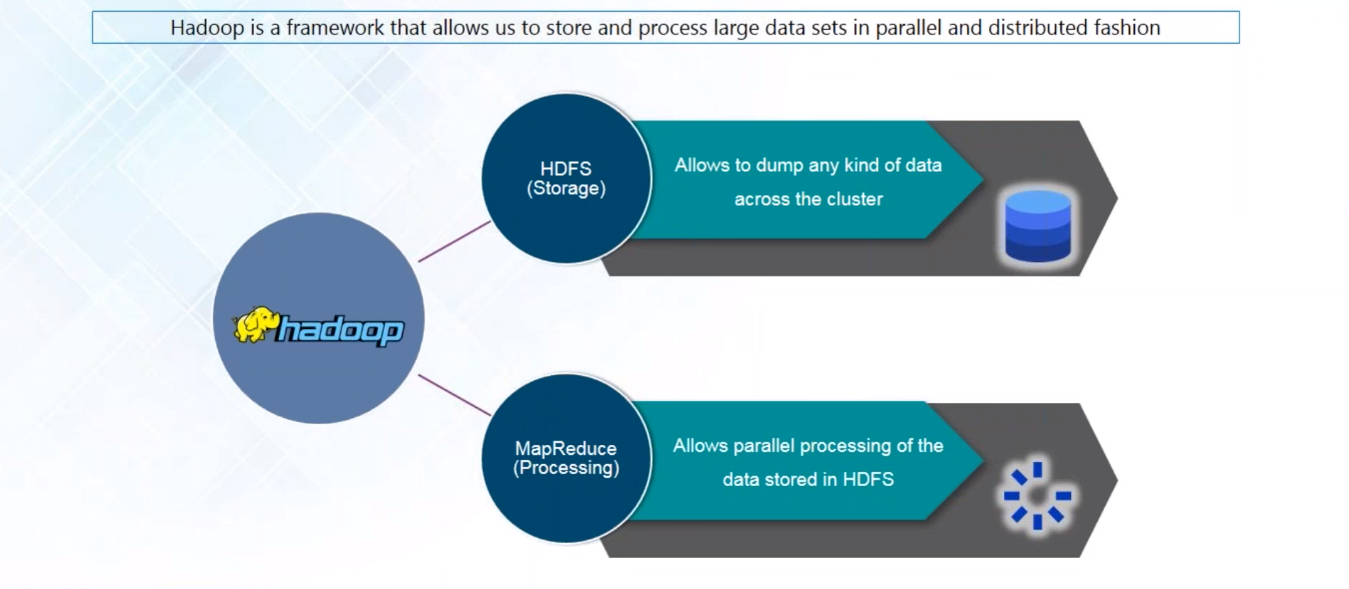 Hadoop is a framework that allows us to store and process large data sets in parallel and distributed fashion
HDFS
(Storage)
Allows to dump any kind of data
across the cluster
hadoop
MapReduce
(Processing)
Allows parallel processing of the
data stored in HDFS